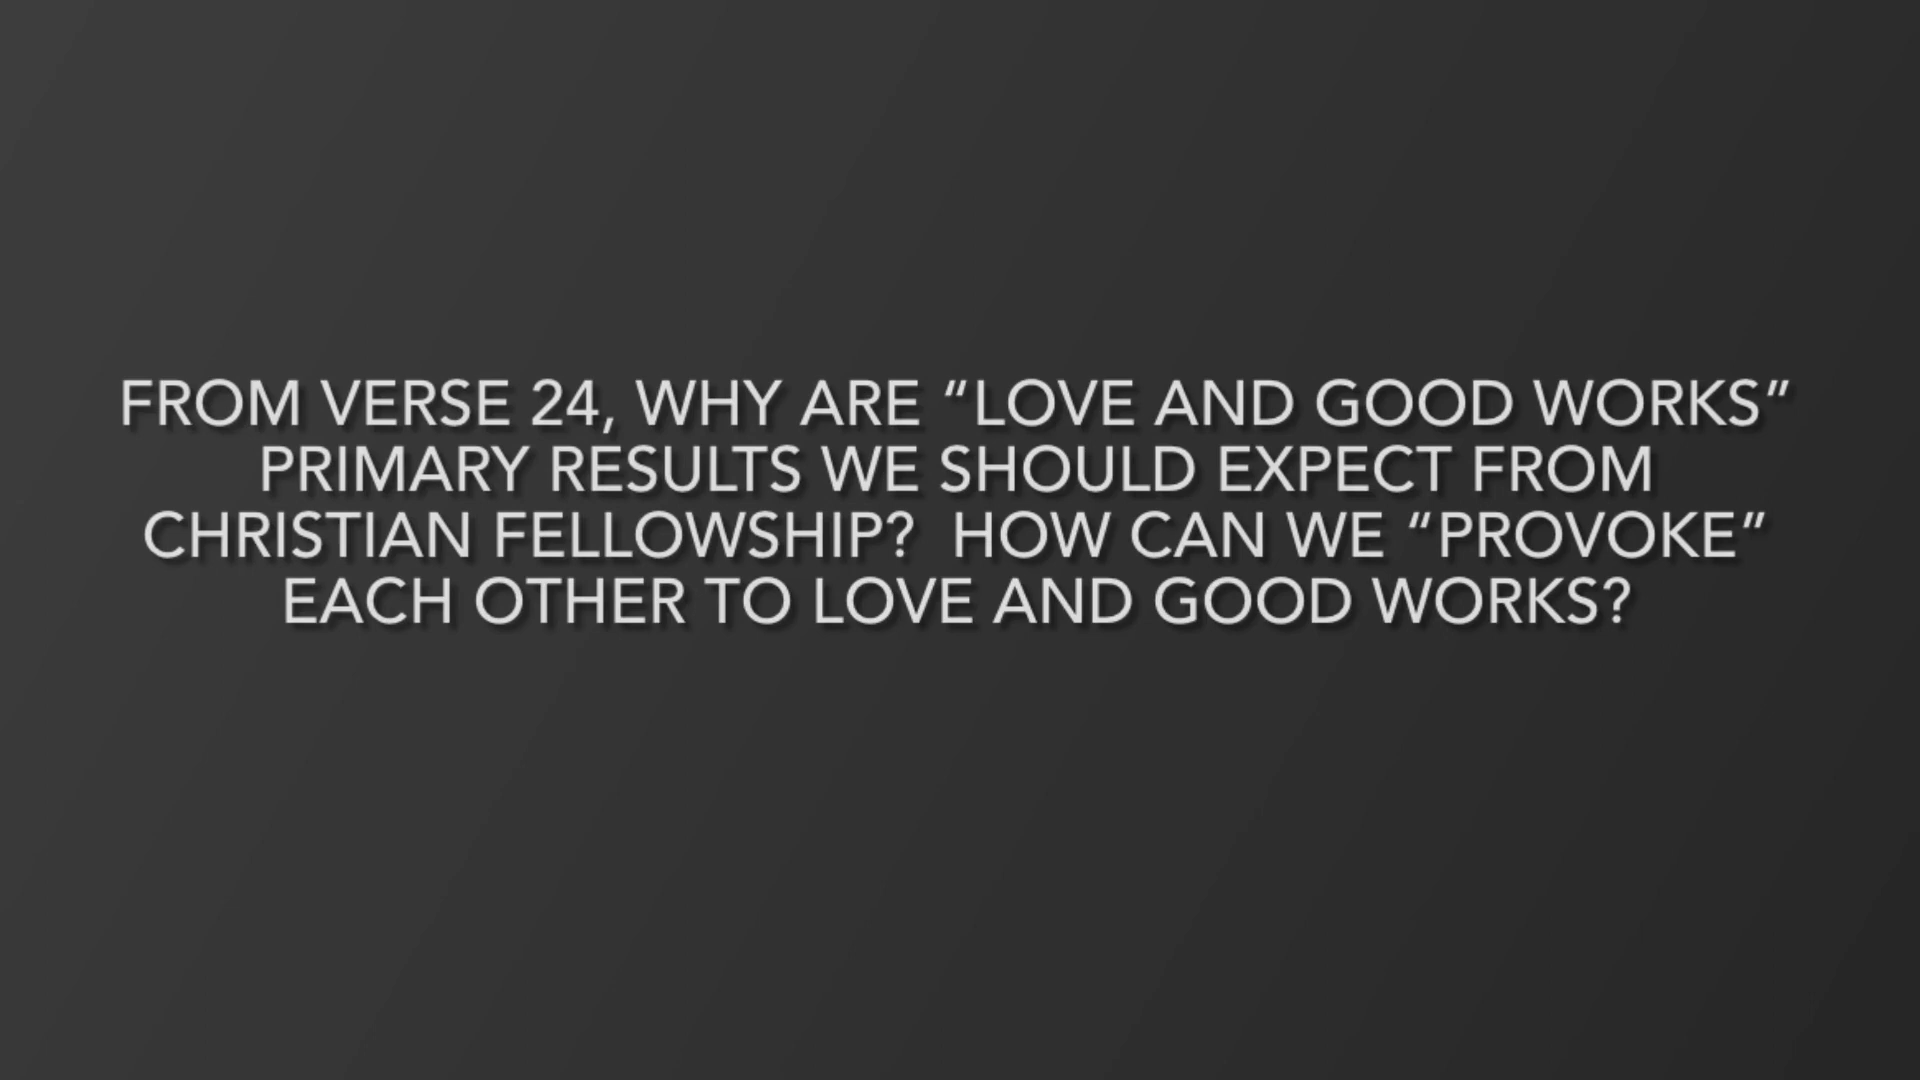 FROM VERSE 24, WHY ARE “LOVE AND GOOD WORKS”
PRIMARY RESULTS WE SHOULD EXPECT FROM
CHRISTIAN FELLOWSHIP?  HOW CAN WE “PROVOKE”
EACH OTHER TO LOVE AND GOOD WORKS?